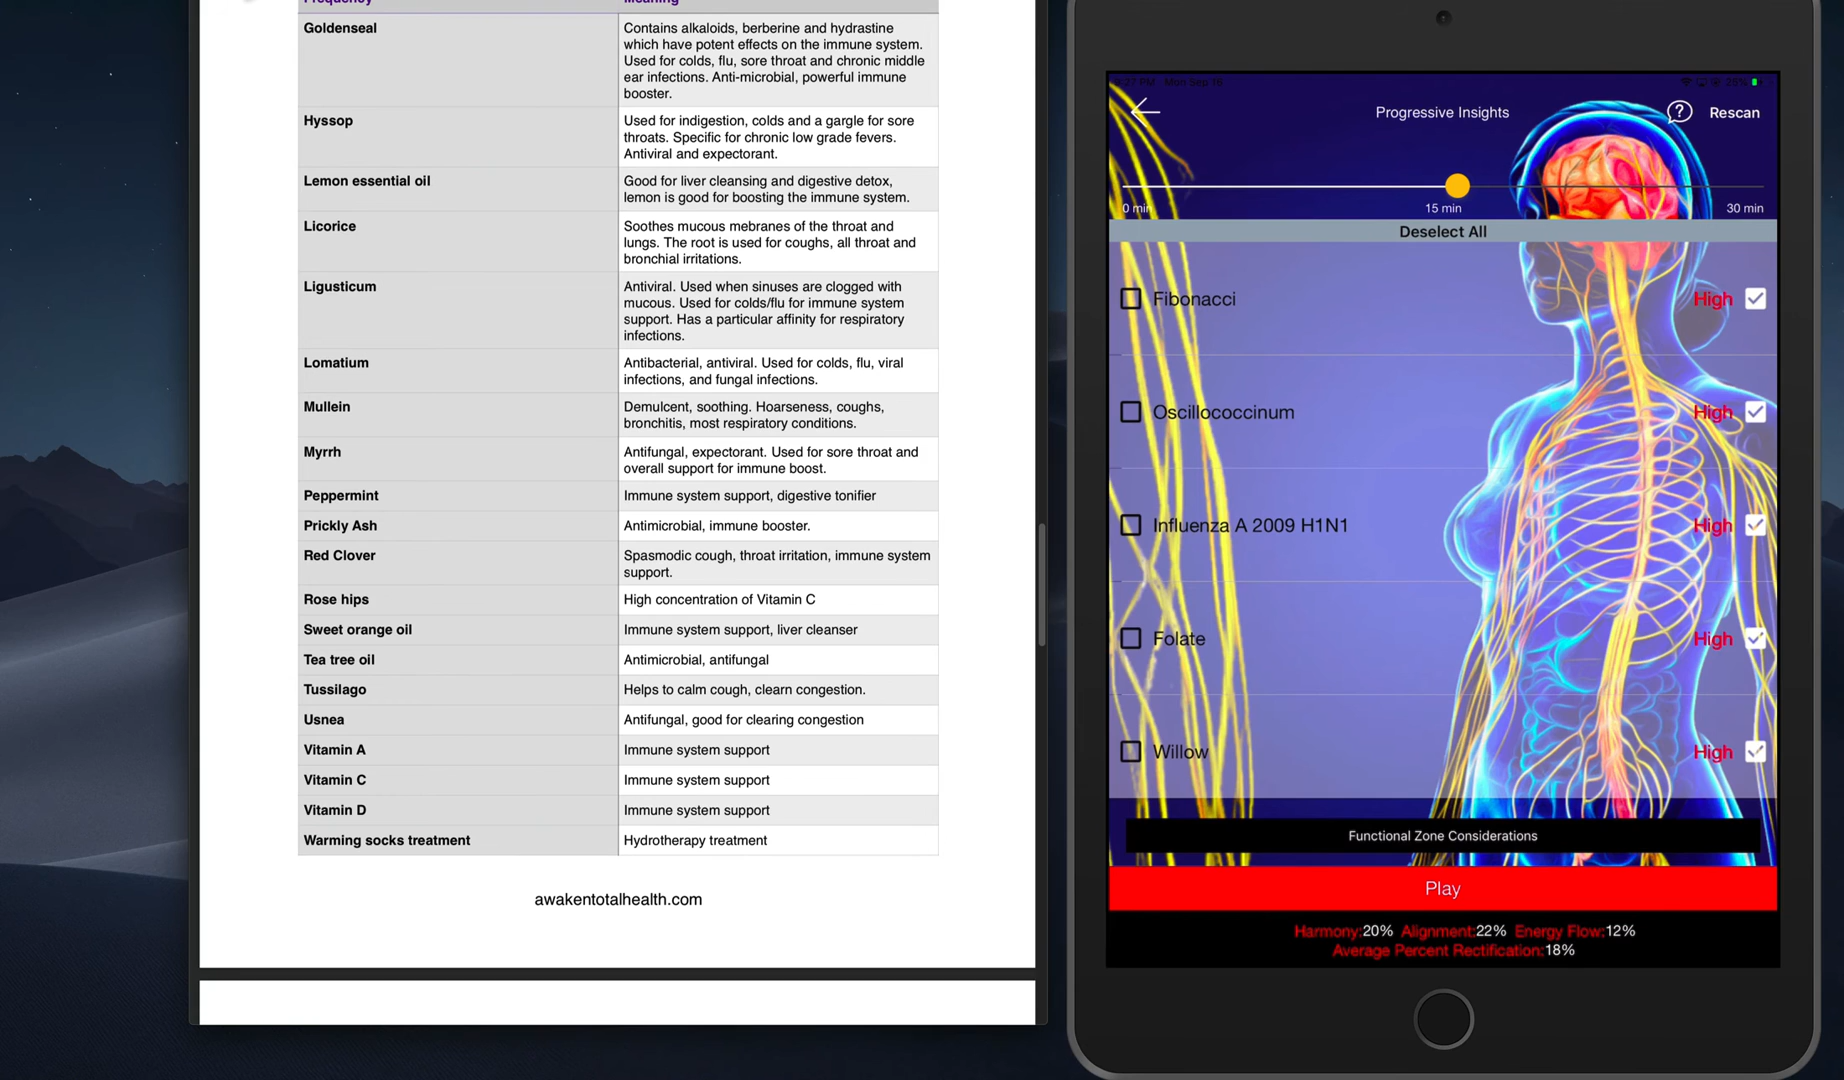 Frequency Meaning
Goldenseal
Contains alkaloids, berberine and hydrastine
which have potent effects on the immune system.
Used for colds, flu, sore throat and chronic middle
ear infections. Anti-microbial, powerful immune
booster.
Hyssop
Used for indigestion, colds and a gargle for sore
throats. Specific for chronic low grade fevers.
Antiviral and expectorant.
Lemon essential oil
Good for liver cleansing and digestive detox,
lemon is good for boosting the immune system.
Licorice
Soothes mucous mebranes of the throat and
lungs. The root is used for coughs, all throat and
bronchial irritations.
Ligusticum
Antiviral. Used when sinuses are clogged with
mucous. Used for colds/flu for immune system
support. Has a particular affinity for respiratory
infections.
Lomatium
Antibacterial, antiviral. Used for colds, flu, viral
infections, and fungal infections.
Mullein
Demulcent, soothing. Hoarseness, coughs,
bronchitis, most respiratory conditions.
Myrrh
Antifungal, expectorant. Used for sore throat and
overall support for immune boost.
Peppermint
Immune system support, digestive tonifier
Prickly Ash
Antimicrobial, immune booster.
Red Clover
Spasmodic cough, throat irritation, immune system
support.
Rose hips
High concentration of Vitamin C
Sweet orange oil
Immune system support, liver cleanser
Tea tree oil
Antimicrobial, antifungal
Tussilago
Helps to calm cough, clearn congestion.
Usnea
Antifungal, good for clearing congestion
Vitamin A
Immune system support
Vitamin C
Immune system support
Vitamin D
Immune system support
Warming socks treatment
Hydrotherapy treatment
awakentotalhealth.com
:27 PM Mon Sep 16 25%
Progressive Insights
Rescan
0 min 15 min 30 min
Deselect All
Fibonacci High
Oscillococcinum High
Influenza A 2009 H1N1 High
Folate High
Willow High
Functional Zone Considerations
Play
Harmony:20% Alignment:22% Energy Flow:12%
Average Percent Rectification:18%